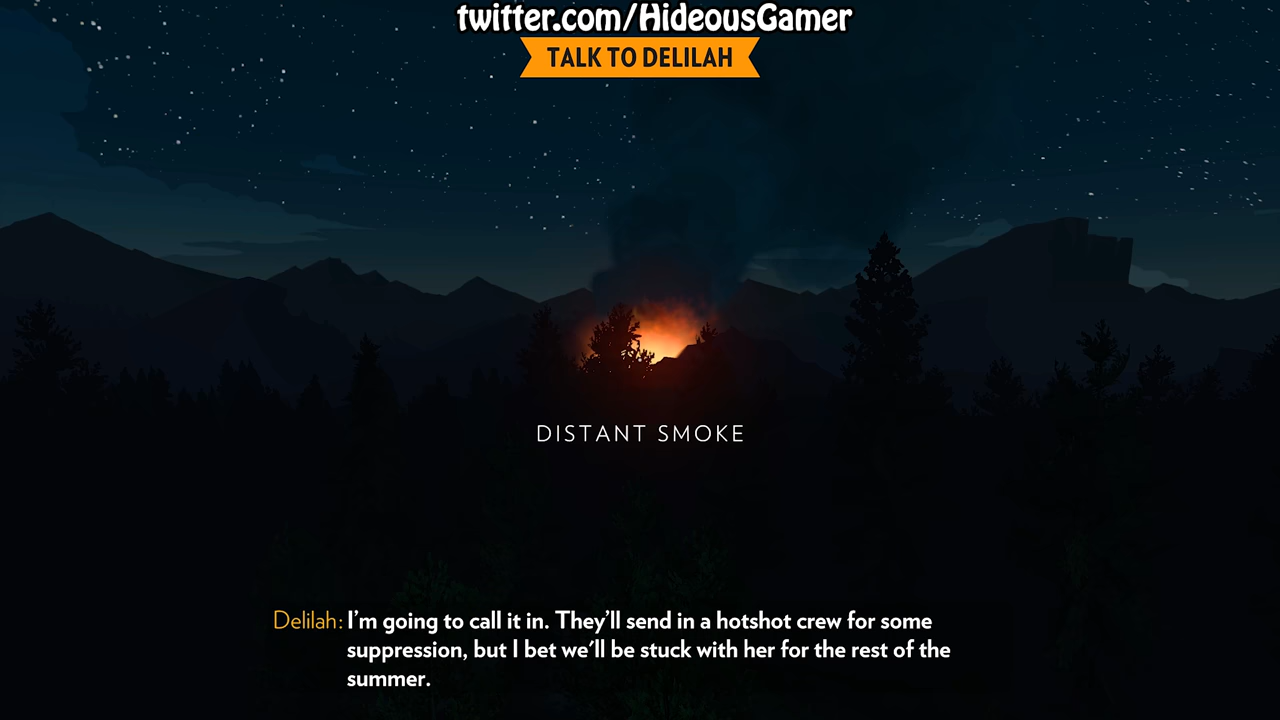 twitter.com/HideousGamer
TALK TO DELILAH
DISTANT SMOKE
Delilah: I'm going to call it in. They'll send in a hotshot crew for some
suppression, but I bet we'll be stuck with her for the rest of the
summer.